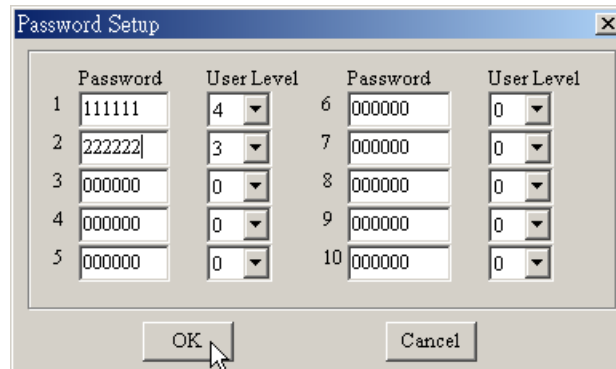 Password Setup
Password User Level Password User Level
1 111111 4 6 000000 0
2 222222 3 7 000000 0
3 000000 0 8 000000 0
4 000000 0 9 000000 0
5 000000 0 10 000000 0
OK Cancel